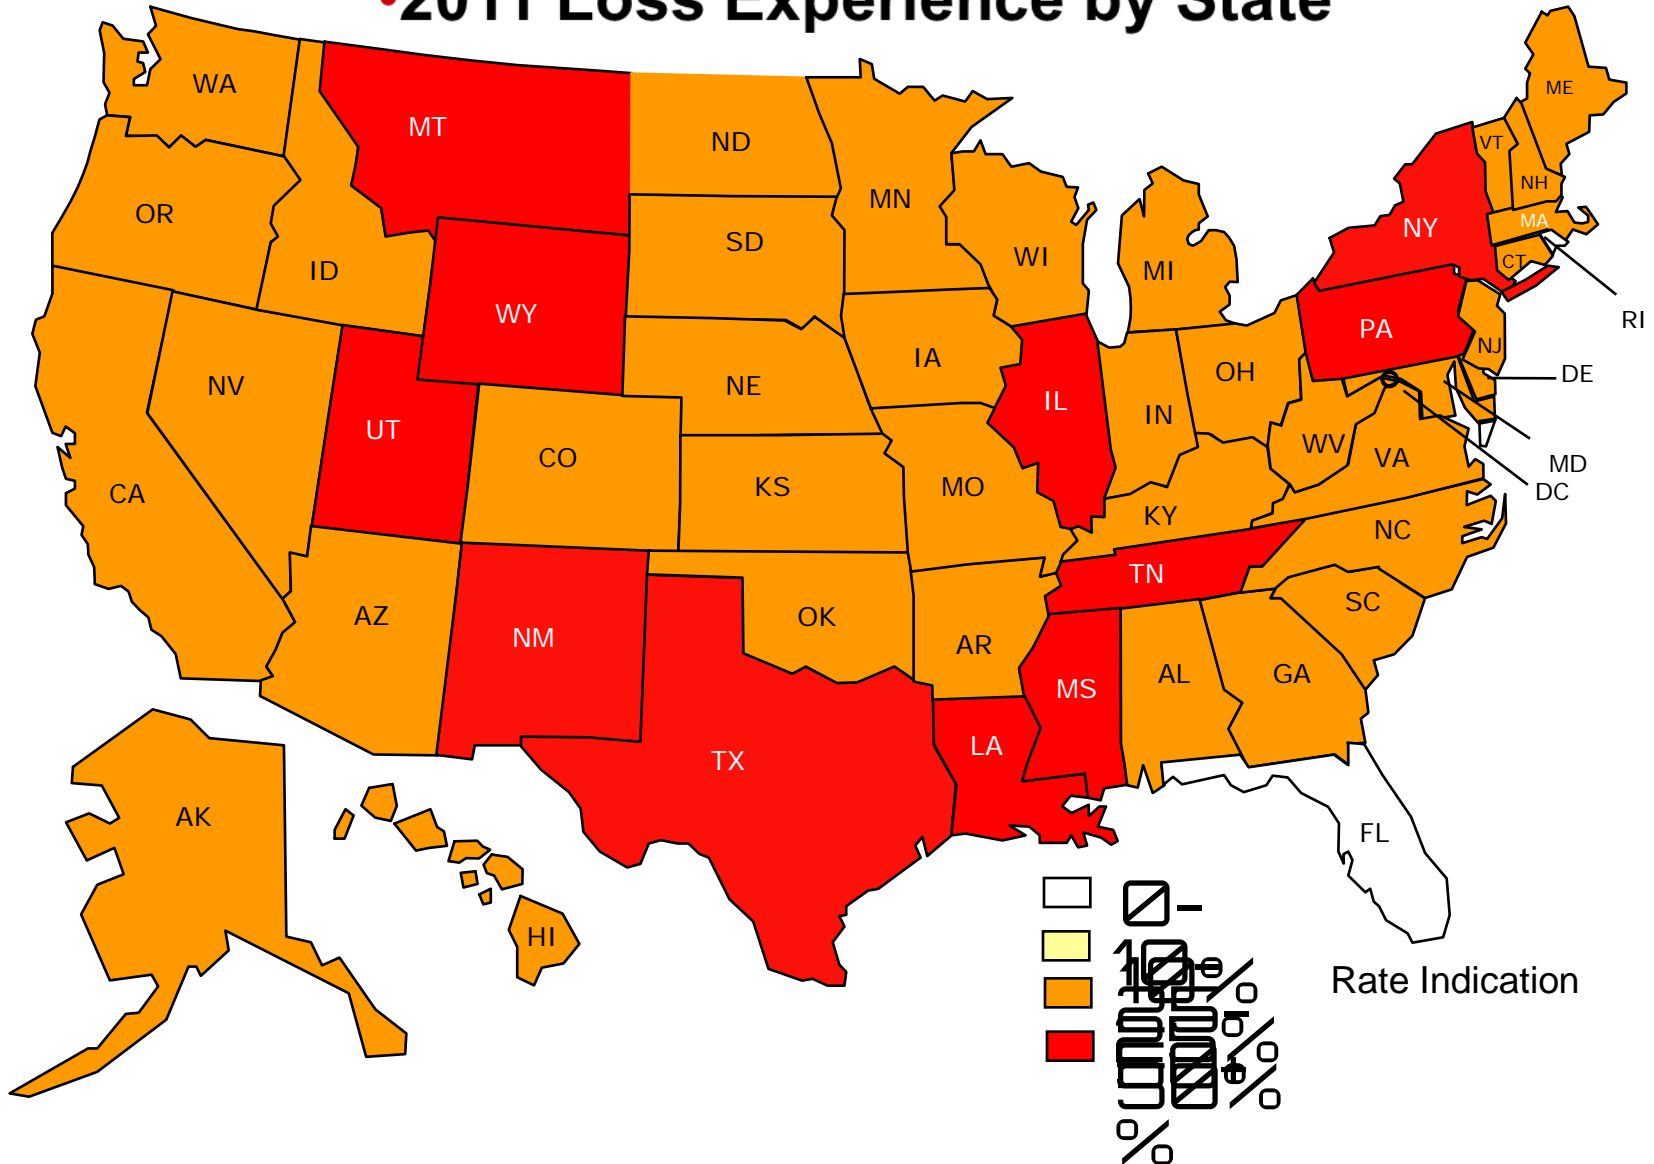 •2011 Loss Experience by State
WA
MT
ND
MN
ME
VT
NH
MA
NY
OR
ID
SD
WI
MI
CT
RI
WY
PA
NJ
IA
OH
DE
NV
NE
IL
IN
UT
CO
WV
VA
MD
CA
KS
MO
DC
KY
NC
TN
AZ
OK
SC
NM
AR
MS
AL
GA
LA
TX
AK
FL
HI
Rate Indication